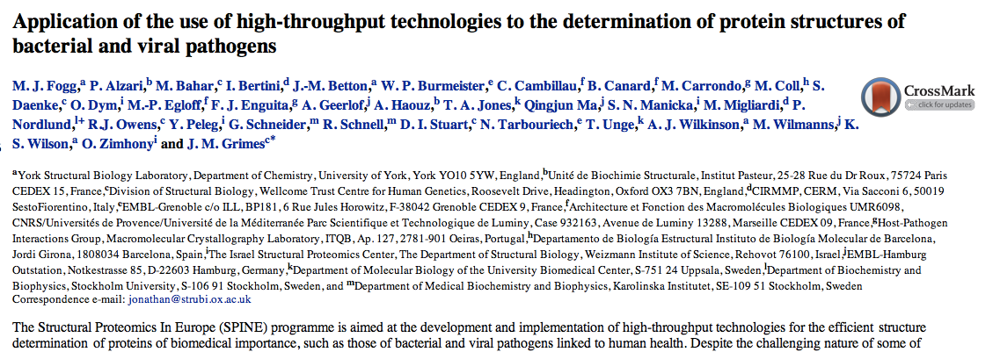 Application of the use of high-throughput technologies to the determination of protein structures of
bacterial and viral pathogens
M. J. Fogg,a P. Alzari,b M. Bahar,c I. Bertini,d J.-M. Betton,a W. P. Burmeister,e C. Cambillau,f B. Canard,f M. Carrondo,g M. Coll,h S.
Daenke,c O. Dym,i M.-P. Egloff,f F. J. Enguita,g A. Geerlof,j A. Haouz,b T. A. Jones,k Qingjun Ma,j S. N. Manicka,i M. Migliardi,d P.
Nordlund,l+ R.J. Owens,c Y. Peleg,i G. Schneider,m R. Schnell,m D. I. Stuart,c N. Tarbouriech,e T. Unge,k A. J. Wilkinson,a M. Wilmanns,j K.
S. Wilson,a O. Zimhonyi and J. M. Grimesc*
CrossMark
click for updates
aYork Structural Biology Laboratory, Department of Chemistry, University of York, York YO10 5YW, England,bUnité de Biochimie Structurale, Institut Pasteur, 25-28 Rue du Dr Roux, 75724 Paris
CEDEX 15, France,cDivision of Structural Biology, Wellcome Trust Centre for Human Genetics, Roosevelt Drive, Headington, Oxford OX3 7BN, England,dCIRMMP, CERM, Via Sacconi 6, 50019
SestoFiorentino, Italy,eEMBL-Grenoble c/o ILL, BP181, 6 Rue Jules Horowitz, F-38042 Grenoble CEDEX 9, France,fArchitecture et Fonction des Macromolécules Biologiques UMR6098,
CNRS/Universités de Provence/Université de la Méditerranée Parc Scientifique et Technologique de Luminy, Case 932163, Avenue de Luminy 13288, Marseille CEDEX 09, France,gHost-Pathogen
Interactions Group, Macromolecular Crystallography Laboratory, ITQB, Ap. 127, 2781-901 Oeiras, Portugal,hDepartamento de Biología Estructural Instituto de Biología Molecular de Barcelona,
Jordi Girona, 1808034 Barcelona, Spain,iThe Israel Structural Proteomics Center, The Department of Structural Biology, Weizmann Institute of Science, Rehovot 76100, Israel,jEMBL-Hamburg
Outstation, Notkestrasse 85, D-22603 Hamburg, Germany,kDepartment of Molecular Biology of the University Biomedical Center, S-751 24 Uppsala, Sweden,lDepartment of Biochemistry and
Biophysics, Stockholm University, S-106 91 Stockholm, Sweden, and mDepartment of Medical Biochemistry and Biophysics, Karolinska Institutet, SE-109 51 Stockholm, Sweden
Correspondence e-mail: jonathan@strubi.ox.ac.uk
The Structural Proteomics In Europe (SPINE) programme is aimed at the development and implementation of high-throughput technologies for the efficient structure
determination of proteins of biomedical importance, such as those of bacterial and viral pathogens linked to human health. Despite the challenging nature of some of